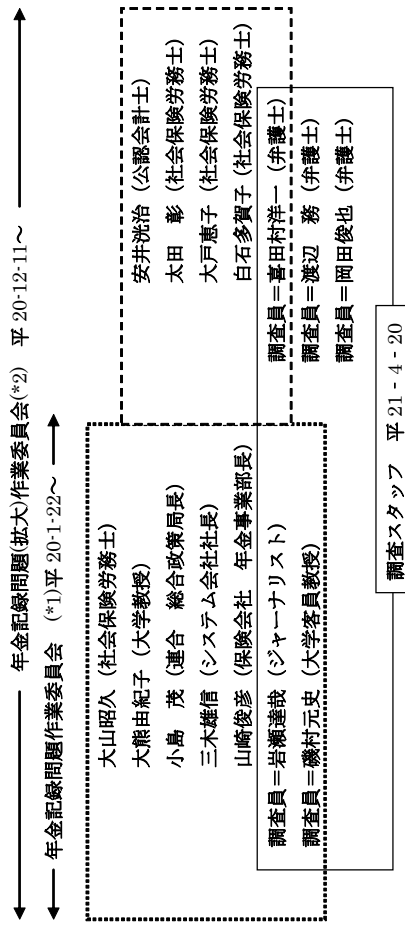 年金記録問題(拡大)作業委員会(*2) 平 20-12-11～
年金記録問題作業委員会 (*1)平 20-1-22～
大山昭久（社会保険労務士）
大熊由紀子（大学教授）
小島 茂（連合 総合政策局長）
三木雄信（システム会社社長）
山崎俊彦（保険会社 年金事業部長）
調査員＝岩瀬達哉（ジャーナリスト）
調査員＝磯村元史（大学客員教授）
安井洸治（公認会計士）
太田 彰（社会保険労務士）
大戸恵子（社会保険労務士）
白石多賀子（社会保険労務士）
調査員＝喜田村洋一（弁護士）
調査員＝渡辺 務（弁護士）
調査員＝岡田俊也（弁護士）
調査スタッフ 平 21 - 4 - 20